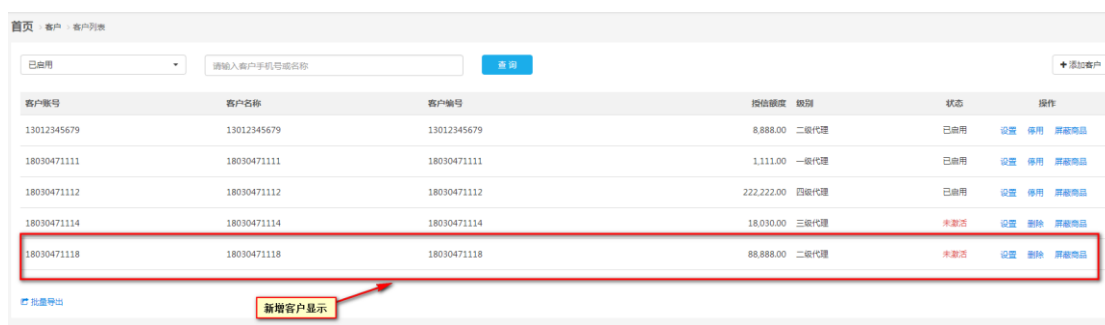 首页 › 客户 › 客户列表
已启用 请输入客户手机号或名称 查询 +添加客户
客户账号 客户名称 客户编号 授信额度 级别 状态 操作
13012345679 13012345679 13012345679 8,888.00 二级代理 已启用 设置 停用 屏蔽商品
18030471111 18030471111 18030471111 1,111.00 一级代理 已启用 设置 停用 屏蔽商品
18030471112 18030471112 18030471112 222,222.00 四级代理 已启用 设置 停用 屏蔽商品
18030471114 18030471114 18030471114 18,030.00 三级代理 未激活 设置 删除 屏蔽商品
18030471118 18030471118 18030471118 88,888.00 二级代理 未激活 设置 删除 屏蔽商品
批量导出
新增客户显示